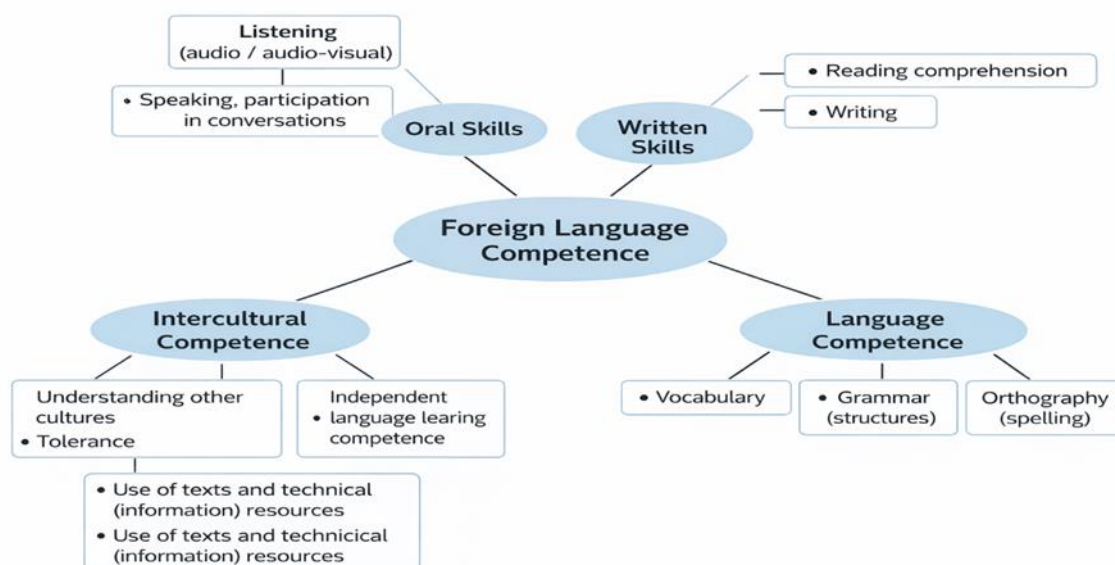 Listening
(audio / audio-visual)
• Speaking, participation
in conversations
Oral Skills
Written
Skills
• Reading comprehension
• Writing
Foreign Language
Competence
Intercultural
Competence
Understanding other
cultures
• Tolerance
Independent
• language learing
competence
• Use of texts and technical
(information) resources
• Use of texts and technicical
(information) resources
Language
Competence
• Vocabulary
• Grammar
(structures)
Orthography
(spelling)